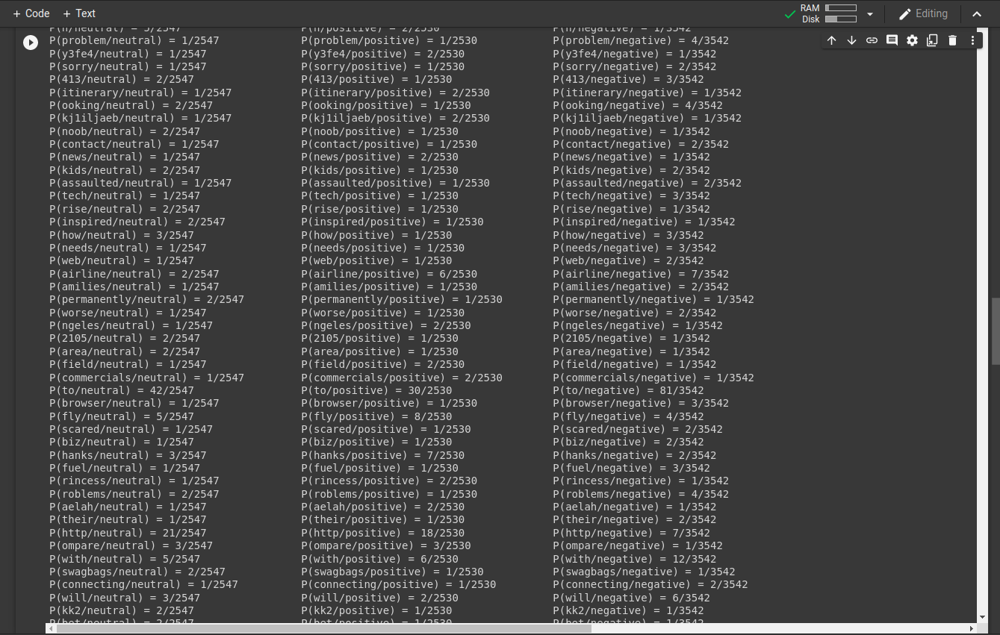 + Code + Text RAM Disk Editing
P(n/neutral) = 3/2547 P(n/positive) = 2/2530 P(n/negative) = 1/3542
P(problem/neutral) = 1/2547 P(problem/positive) = 1/2530 P(problem/negative) = 4/3542
P(y3fe4/neutral) = 1/2547 P(y3fe4/positive) = 2/2530 P(y3fe4/negative) = 1/3542
P(sorry/neutral) = 1/2547 P(sorry/positive) = 1/2530 P(sorry/negative) = 2/3542
P(413/neutral) = 2/2547 P(413/positive) = 1/2530 P(413/negative) = 3/3542
P(itinerary/neutral) = 1/2547 P(itinerary/positive) = 2/2530 P(itinerary/negative) = 1/3542
P(ooking/neutral) = 2/2547 P(ooking/positive) = 1/2530 P(ooking/negative) = 4/3542
P(kj1iljaeb/neutral) = 1/2547 P(kj1iljaeb/positive) = 2/2530 P(kj1iljaeb/negative) = 1/3542
P(noob/neutral) = 2/2547 P(noob/positive) = 1/2530 P(noob/negative) = 1/3542
P(contact/neutral) = 1/2547 P(contact/positive) = 1/2530 P(contact/negative) = 2/3542
P(news/neutral) = 1/2547 P(news/positive) = 2/2530 P(news/negative) = 1/3542
P(kids/neutral) = 2/2547 P(kids/positive) = 1/2530 P(kids/negative) = 2/3542
P(assaulted/neutral) = 1/2547 P(assaulted/positive) = 1/2530 P(assaulted/negative) = 2/3542
P(tech/neutral) = 1/2547 P(tech/positive) = 1/2530 P(tech/negative) = 3/3542
P(rise/neutral) = 2/2547 P(rise/positive) = 1/2530 P(rise/negative) = 1/3542
P(inspired/neutral) = 2/2547 P(inspired/positive) = 1/2530 P(inspired/negative) = 1/3542
P(how/neutral) = 3/2547 P(how/positive) = 1/2530 P(how/negative) = 3/3542
P(needs/neutral) = 1/2547 P(needs/positive) = 1/2530 P(needs/negative) = 3/3542
P(web/neutral) = 1/2547 P(web/positive) = 1/2530 P(web/negative) = 2/3542
P(airline/neutral) = 2/2547 P(airline/positive) = 6/2530 P(airline/negative) = 7/3542
P(amilies/neutral) = 1/2547 P(amilies/positive) = 1/2530 P(amilies/negative) = 2/3542
P(permanently/neutral) = 2/2547 P(permanently/positive) = 1/2530 P(permanently/negative) = 1/3542
P(worse/neutral) = 1/2547 P(worse/positive) = 1/2530 P(worse/negative) = 2/3542
P(ngeles/neutral) = 1/2547 P(ngeles/positive) = 2/2530 P(ngeles/negative) = 1/3542
P(2105/neutral) = 2/2547 P(2105/positive) = 1/2530 P(2105/negative) = 1/3542
P(area/neutral) = 2/2547 P(area/positive) = 1/2530 P(area/negative) = 1/3542
P(field/neutral) = 1/2547 P(field/positive) = 2/2530 P(field/negative) = 1/3542
P(commercials/neutral) = 1/2547 P(commercials/positive) = 2/2530 P(commercials/negative) = 1/3542
P(to/neutral) = 42/2547 P(to/positive) = 30/2530 P(to/negative) = 81/3542
P(browser/neutral) = 1/2547 P(browser/positive) = 1/2530 P(browser/negative) = 3/3542
P(fly/neutral) = 5/2547 P(fly/positive) = 8/2530 P(fly/negative) = 4/3542
P(scared/neutral) = 1/2547 P(scared/positive) = 1/2530 P(scared/negative) = 2/3542
P(biz/neutral) = 1/2547 P(biz/positive) = 1/2530 P(biz/negative) = 2/3542
P(hanks/neutral) = 3/2547 P(hanks/positive) = 7/2530 P(hanks/negative) = 2/3542
P(fuel/neutral) = 1/2547 P(fuel/positive) = 1/2530 P(fuel/negative) = 3/3542
P(rincess/neutral) = 1/2547 P(rincess/positive) = 2/2530 P(rincess/negative) = 1/3542
P(roblems/neutral) = 2/2547 P(roblems/positive) = 1/2530 P(roblems/negative) = 4/3542
P(aelah/neutral) = 1/2547 P(aelah/positive) = 2/2530 P(aelah/negative) = 1/3542
P(their/neutral) = 1/2547 P(their/positive) = 1/2530 P(their/negative) = 2/3542
P(http/neutral) = 21/2547 P(http/positive) = 18/2530 P(http/negative) = 7/3542
P(ompare/neutral) = 3/2547 P(ompare/positive) = 3/2530 P(ompare/negative) = 1/3542
P(with/neutral) = 5/2547 P(with/positive) = 6/2530 P(with/negative) = 12/3542
P(swagbags/neutral) = 2/2547 P(swagbags/positive) = 1/2530 P(swagbags/negative) = 1/3542
P(connecting/neutral) = 1/2547 P(connecting/positive) = 1/2530 P(connecting/negative) = 2/3542
P(will/neutral) = 3/2547 P(will/positive) = 2/2530 P(will/negative) = 6/3542
P(kk2/neutral) = 2/2547 P(kk2/positive) = 1/2530 P(kk2/negative) = 1/3542